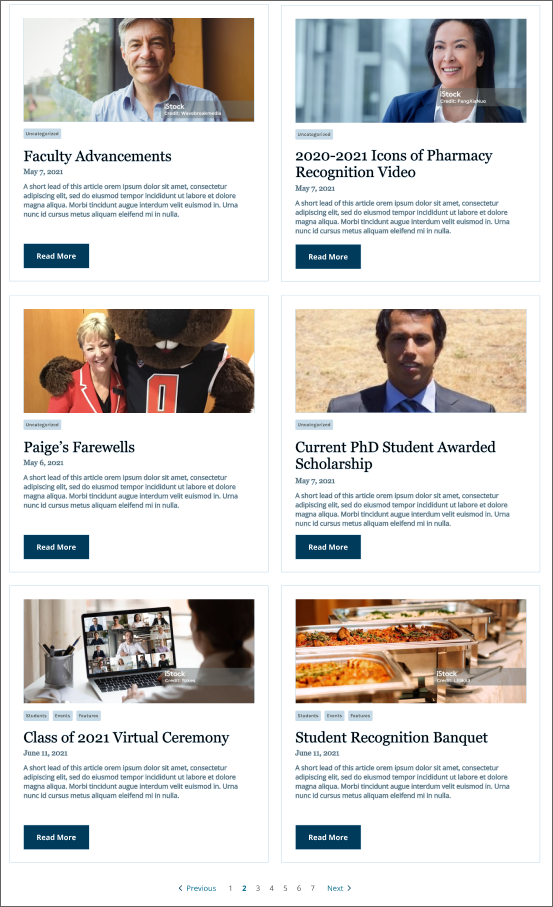 iStock
Credit: Wavebreakmedia
Uncategorized
Faculty Advancements
May 7, 2021
A short lead of this article orem ipsum dolor sit amet, consectetur
adipiscing elit, sed do eiusmod tempor incididunt ut labore et dolore
magna aliqua. Morbi tincidunt augue interdum velit euismod in. Urna
nunc id cursus metus aliquam eleifend mi in nulla.
Read More
iStock
Credit: FangXiaNuo
Uncategorized
2020-2021 Icons of Pharmacy
Recognition Video
May 7, 2021
A short lead of this article orem ipsum dolor sit amet, consectetur
adipiscing elit, sed do eiusmod tempor incididunt ut labore et dolore
magna aliqua. Morbi tincidunt augue interdum velit euismod in. Urna
nunc id cursus metus aliquam eleifend mi in nulla.
Read More
Uncategorized
Paige's Farewells
May 6, 2021
A short lead of this article orem ipsum dolor sit amet, consectetur
adipiscing elit, sed do eiusmod tempor incididunt ut labore et dolore
magna aliqua. Morbi tincidunt augue interdum velit euismod in. Urna
nunc id cursus metus aliquam eleifend mi in nulla.
Read More
Uncategorized
Current PhD Student Awarded
Scholarship
May 7, 2021
A short lead of this article orem ipsum dolor sit amet, consectetur
adipiscing elit, sed do eiusmod tempor incididunt ut labore et dolore
magna aliqua. Morbi tincidunt augue interdum velit euismod in. Urna
nunc id cursus metus aliquam eleifend mi in nulla.
Read More
iStock
Credit:
Students Events Features
Class of 2021 Virtual Ceremony
June 11, 2021
A short lead of this article orem ipsum dolor sit amet, consectetur
adipiscing elit, sed do eiusmod tempor incididunt ut labore et dolore
magna aliqua. Morbi tincidunt augue interdum velit euismod in. Urna
nunc id cursus metus aliquam eleifend mi in nulla.
Read More
iStock
Credit:
Students Events Features
Student Recognition Banquet
June 11, 2021
A short lead of this article orem ipsum dolor sit amet, consectetur
adipiscing elit, sed do eiusmod tempor incididunt ut labore et dolore
magna aliqua. Morbi tincidunt augue interdum velit euismod in. Urna
nunc id cursus metus aliquam eleifend mi in nulla.
Read More
Previous 1 2 3 4 5 6 7 Next